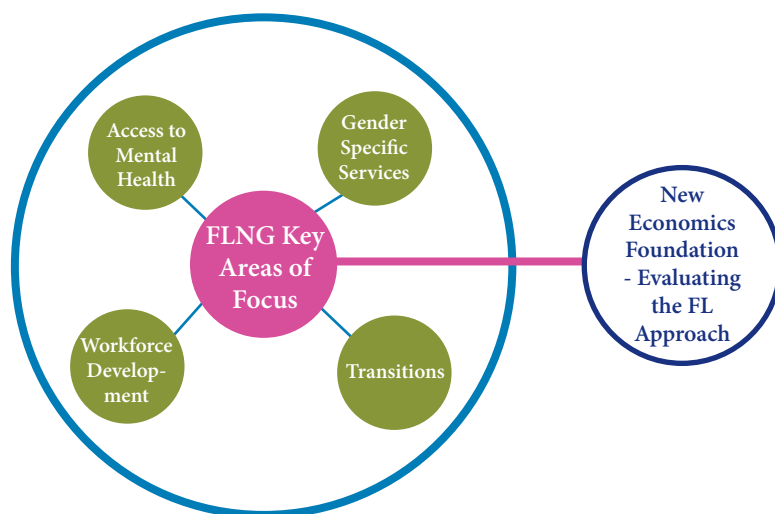 Access to
Mental
Health
Gender
Specific
Services
FLNG Key
Areas of
Focus
Workforce
Develop-
ment
Transitions
New
Economics
Foundation
- Evaluating
the FL
Approach